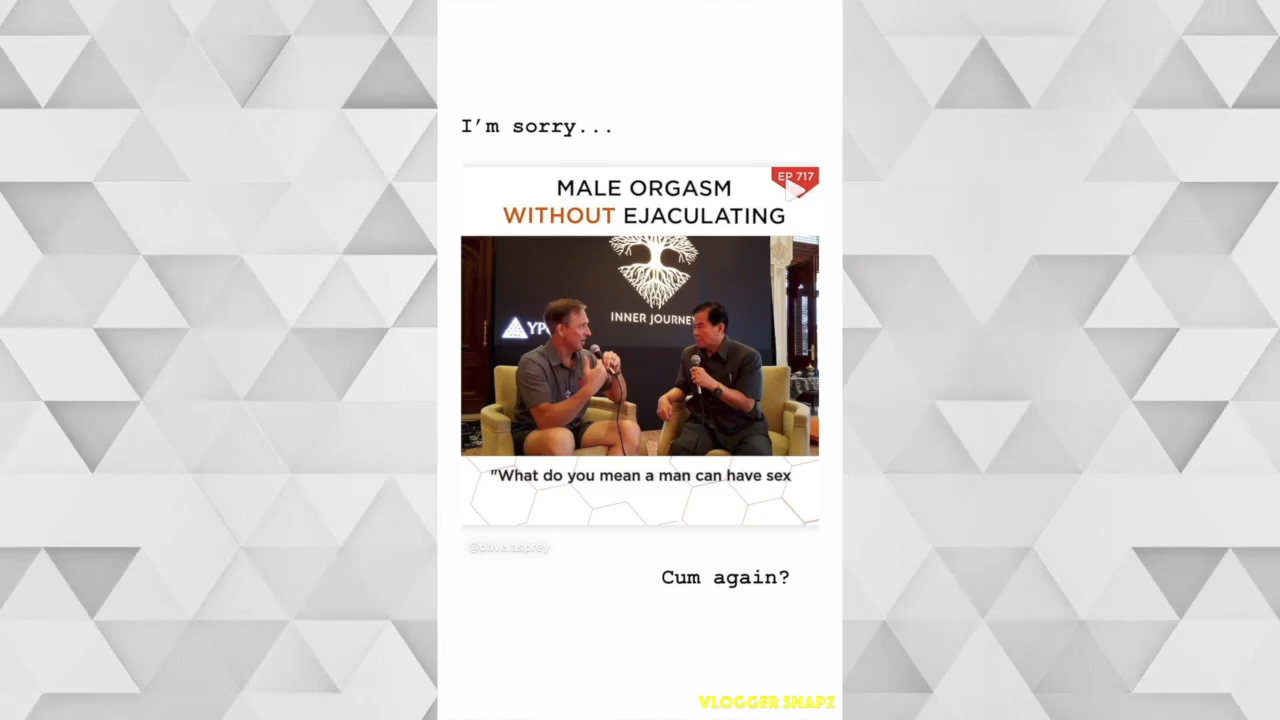 I'm sorry...
EP 717
MALE ORGASM
WITHOUT EJACULATING
INNER JOURNEY
YP
"What do you mean a man can have sex
@dave.asprey
Cum again?
VLOGGER SNAPZ